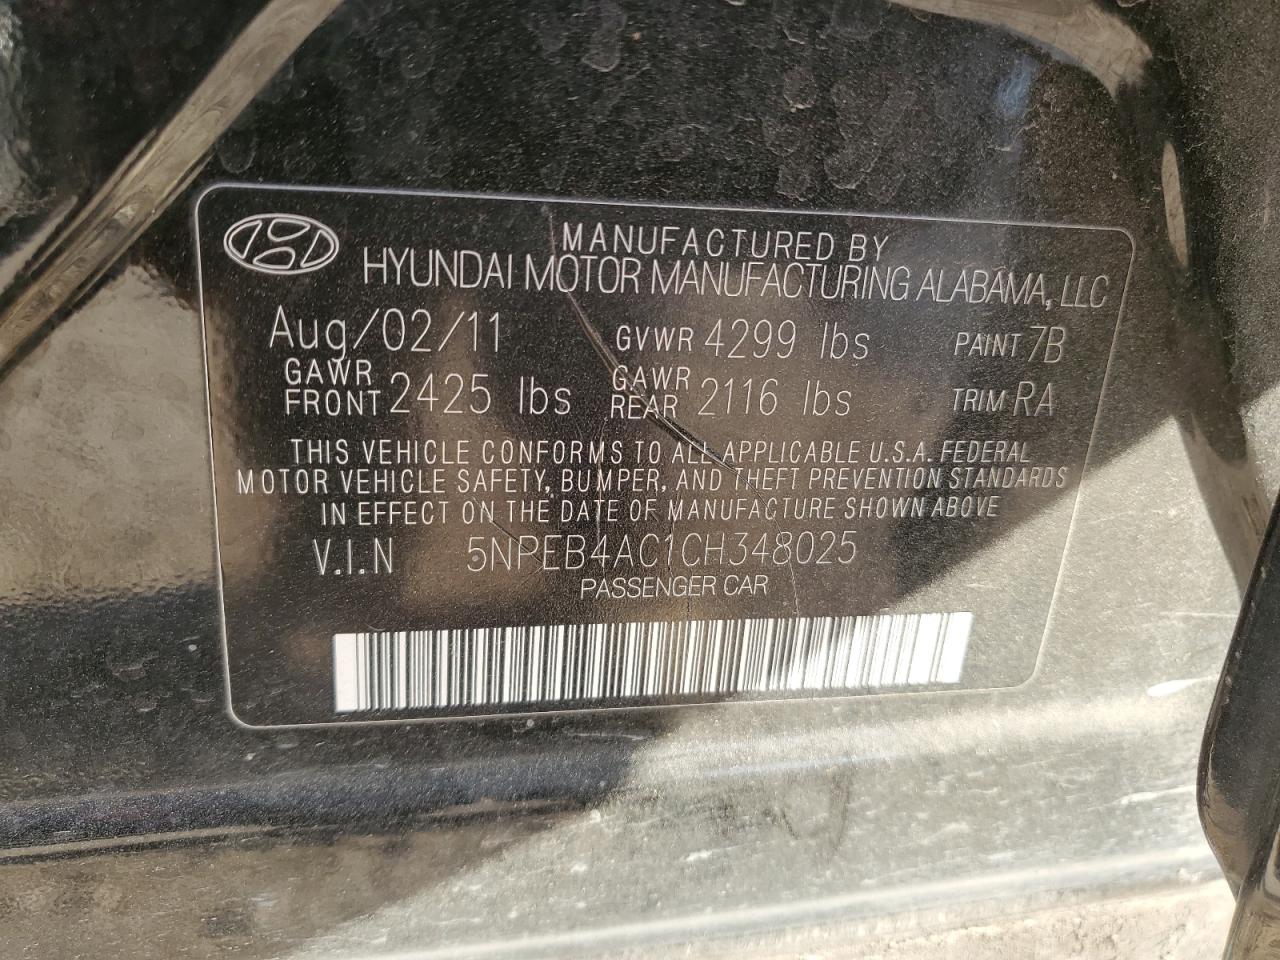 MANUFACTURED BY
HYUNDAI MOTOR MANUFACTURING ALABAMA, LLC
Aug/02/11 GVWR 4299 lbs PAINT 7B
GAWR FRONT 2425 lbs GAWR REAR 2116 lbs TRIM RA
THIS VEHICLE CONFORMS TO ALL APPLICABLE U.S.A. FEDERAL
MOTOR VEHICLE SAFETY, BUMPER, AND THEFT PREVENTION STANDARDS
IN EFFECT ON THE DATE OF MANUFACTURE SHOWN ABOVE
V.I.N 5NPEB4AC1CH348025
PASSENGER CAR